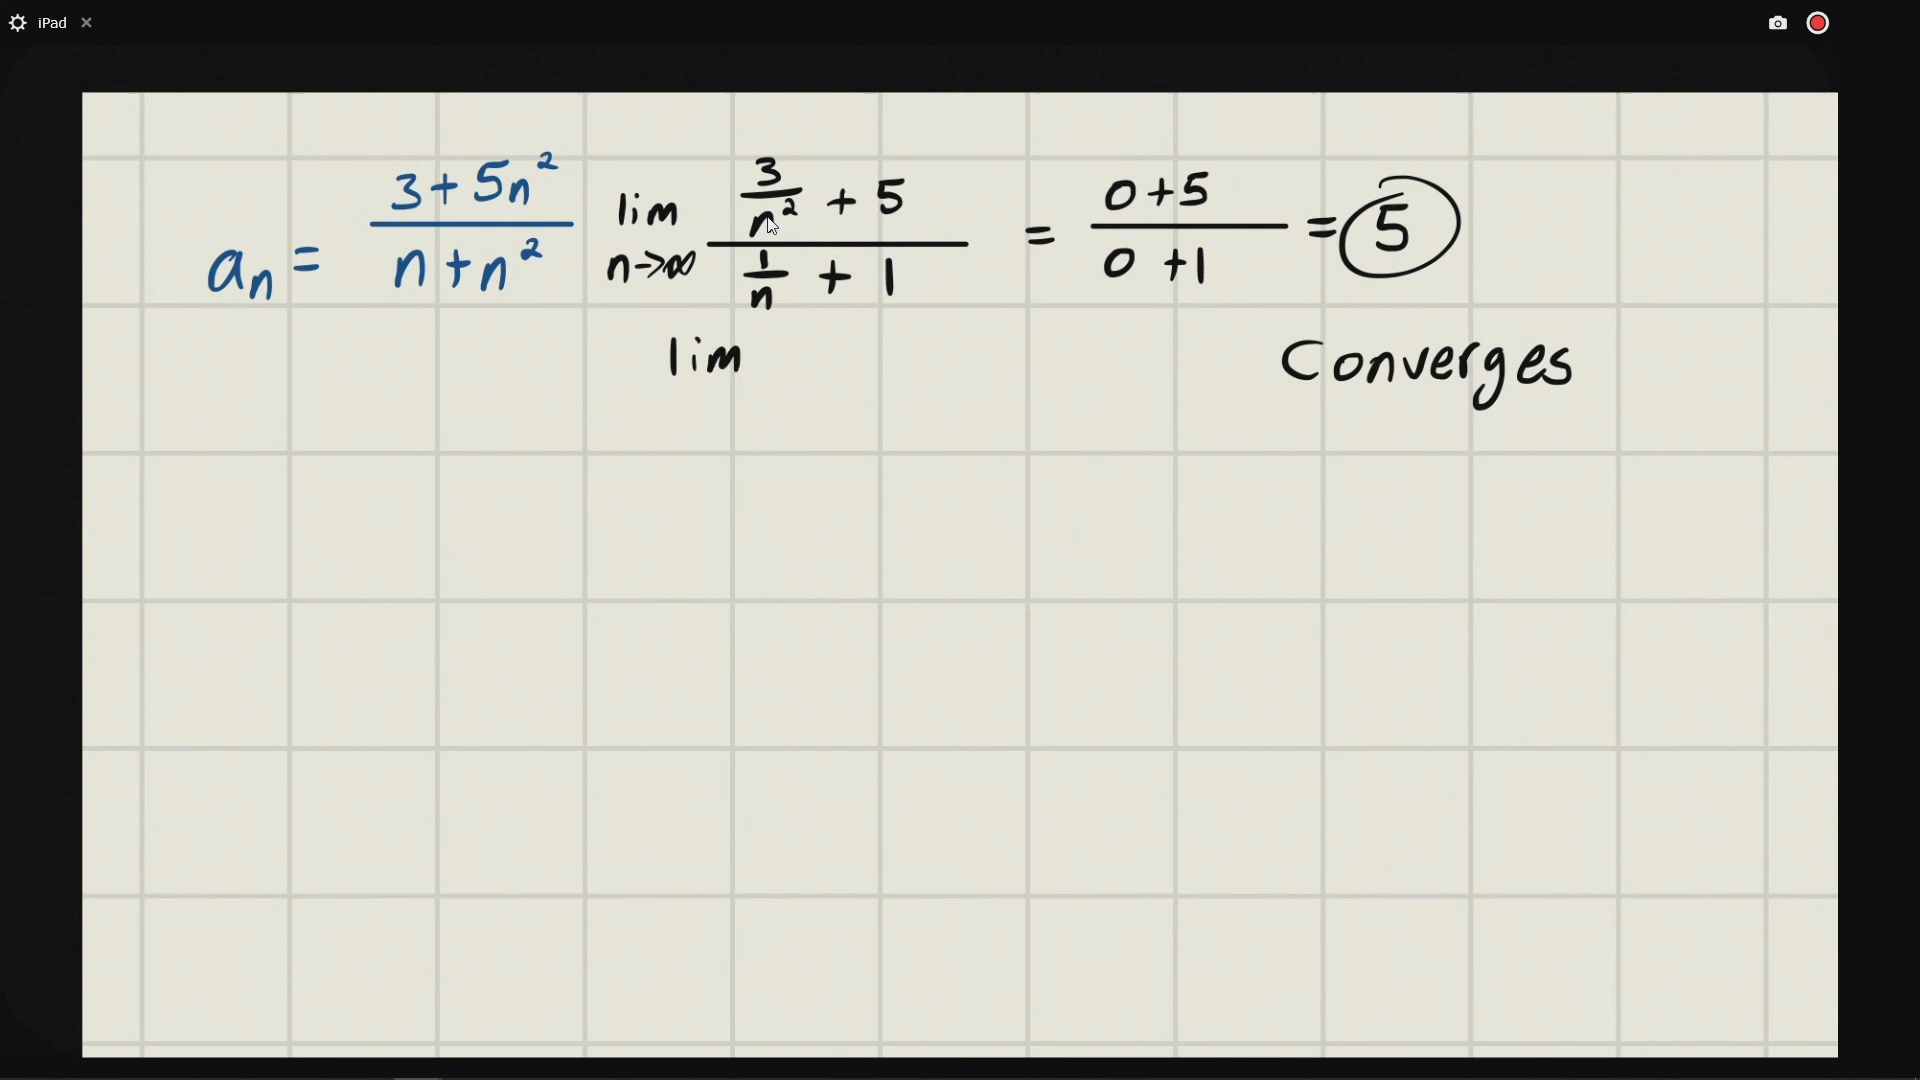 iPad ×
aₙ = (3 + 5n²)/(n + n²) lim n→∞ (3/n² + 5)/(1/n + 1) = (0 + 5)/(0 + 1) = 5
lim Converges